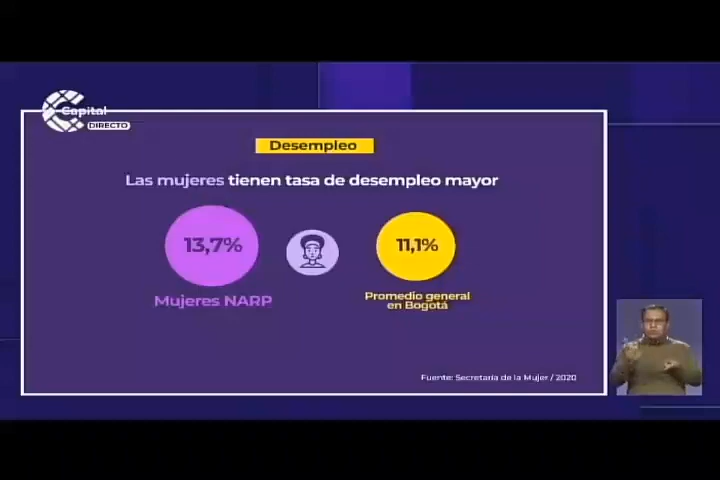 Capital
DIRECTO
Desempleo
Las mujeres tienen tasa de desempleo mayor
13,7%
11,1%
Mujeres NARP
Promedio general
en Bogotá
Fuente: Secretaría de la Mujer / 2020